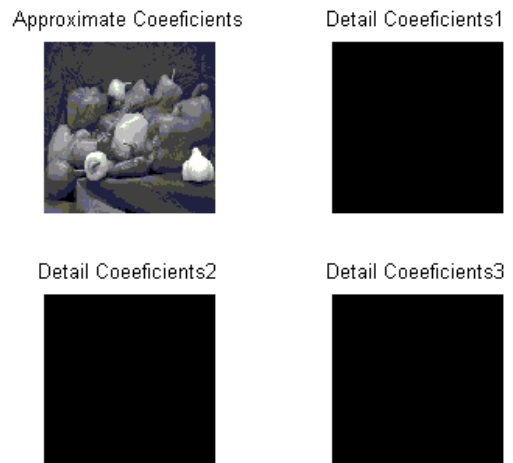 Approximate Coeeficients
Detail Coeeficients1
Detail Coeeficients2
Detail Coeeficients3